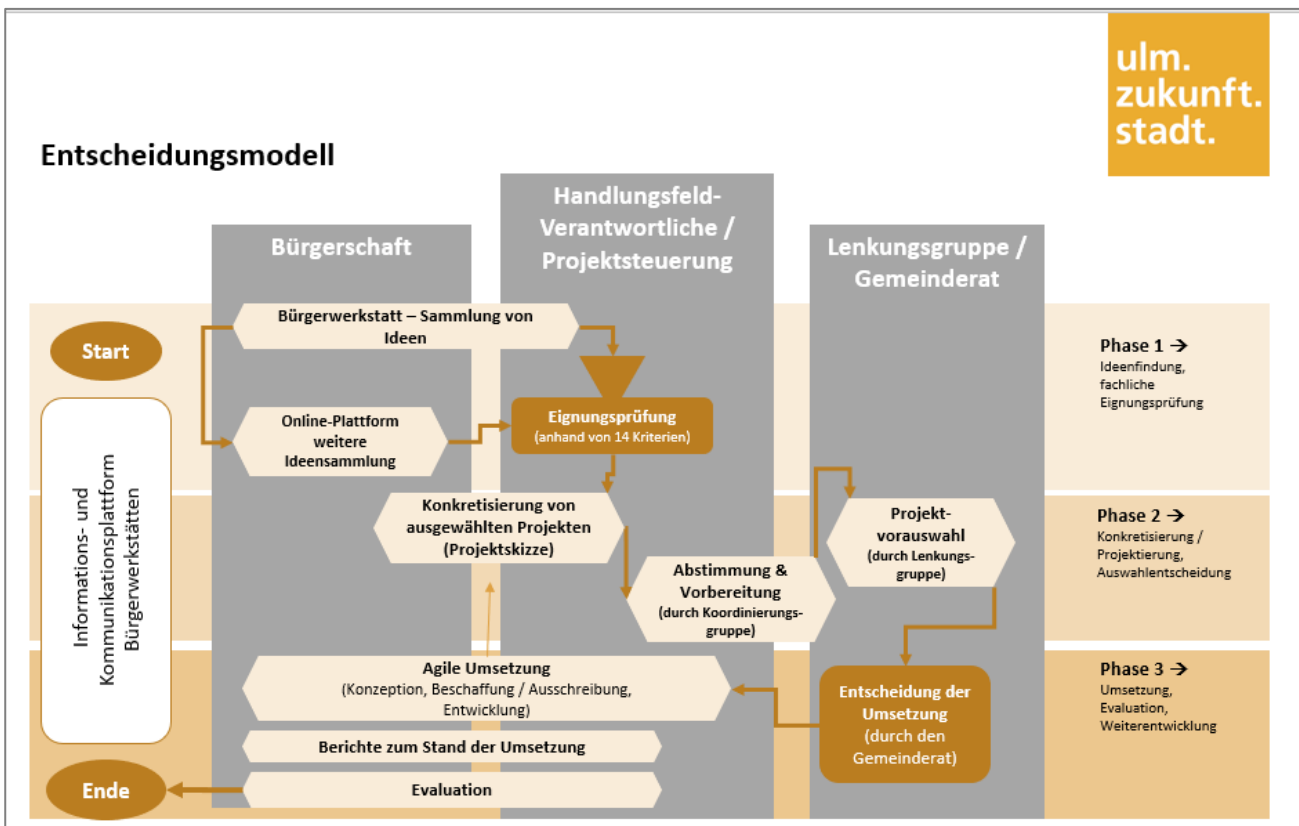 ulm.
zukunft.
stadt.
Entscheidungsmodell
Bürgerschaft
Handlungsfeld-
Verantwortliche /
Projektsteuerung
Lenkungsgruppe /
Gemeinderat
Start
Informations- und
Kommunikationsplattform
Bürgerwerkstätten
Ende
Bürgerwerkstatt – Sammlung von
Ideen
Online-Plattform
weitere
Ideensammlung
Eignungsprüfung
(anhand von 14 Kriterien)
Phase 1 →
Ideenfindung,
fachliche
Eignungsprüfung
Konkretisierung von
ausgewählten Projekten
(Projektskizze)
Abstimmung &
Vorbereitung
(durch Koordinierungs-
gruppe)
Projekt-
vorauswahl
(durch Lenkungs-
gruppe)
Phase 2 →
Konkretisierung /
Projektierung,
Auswahlentscheidung
Agile Umsetzung
(Konzeption, Beschaffung / Ausschreibung,
Entwicklung)
Berichte zum Stand der Umsetzung
Evaluation
Entscheidung der
Umsetzung
(durch den
Gemeinderat)
Phase 3 →
Umsetzung,
Evaluation,
Weiterentwicklung